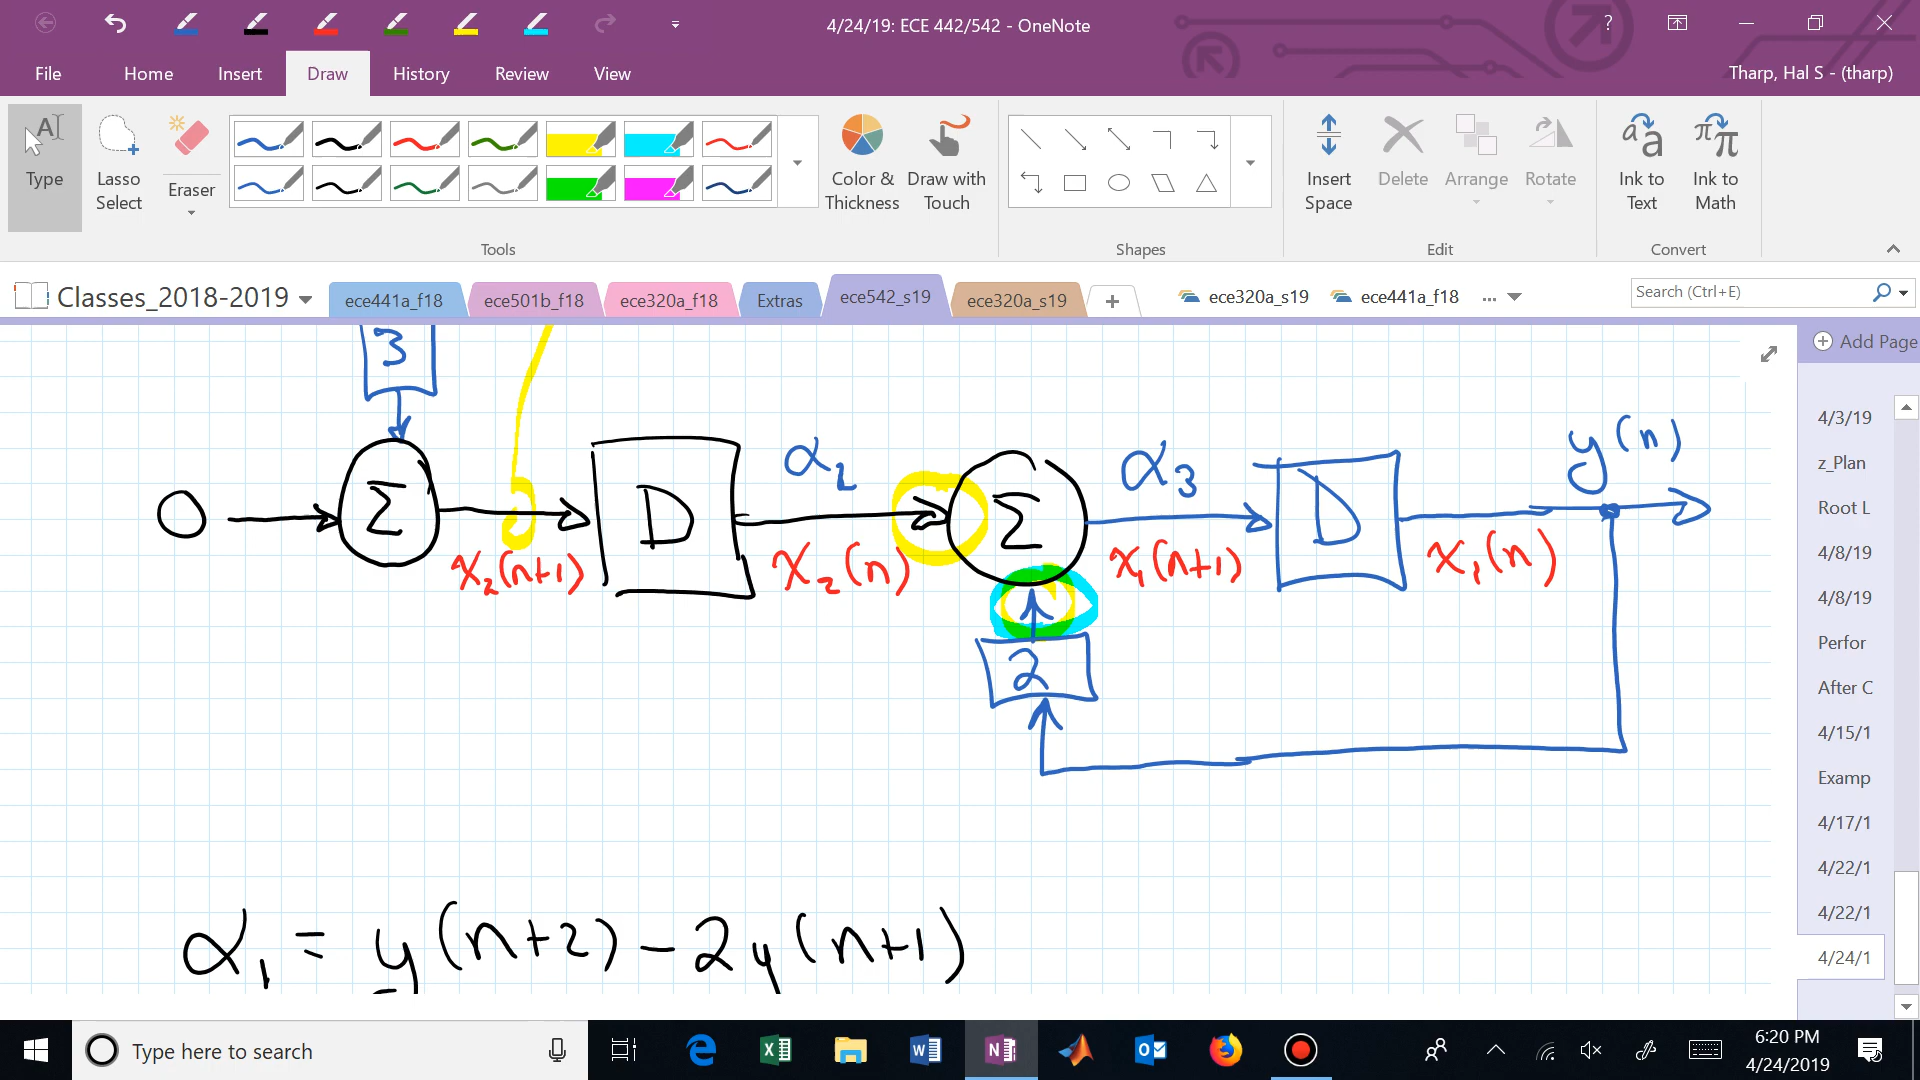 4/24/19: ECE 442/542 - OneNote
?
File Home Insert Draw History Review View
Tharp, Hal S - (tharp)
Type
Lasso Select
Eraser
Color & Thickness
Draw with Touch
Insert Space
Delete
Arrange
Rotate
Ink to Text
Ink to Math
Tools
Shapes
Edit
Convert
Classes_2018-2019
ece441a_f18 ece501b_f18 ece320a_f18 Extras ece542_s19 ece320a_s19 +
ece320a_s19 ece441a_f18 ...
Search (Ctrl+E)
Add Page
4/3/19
z_Plan
Root L
4/8/19
4/8/19
Perfor
After C
4/15/1
Examp
4/17/1
4/22/1
4/22/1
4/24/1
3
0 Σ D α₂ Σ α₃ D y(n)
x₂(n+1) x₂(n) x₁(n+1) x₁(n)
2
α₁ = y(n+2) - 2y(n+1)
Type here to search
6:20 PM
4/24/2019